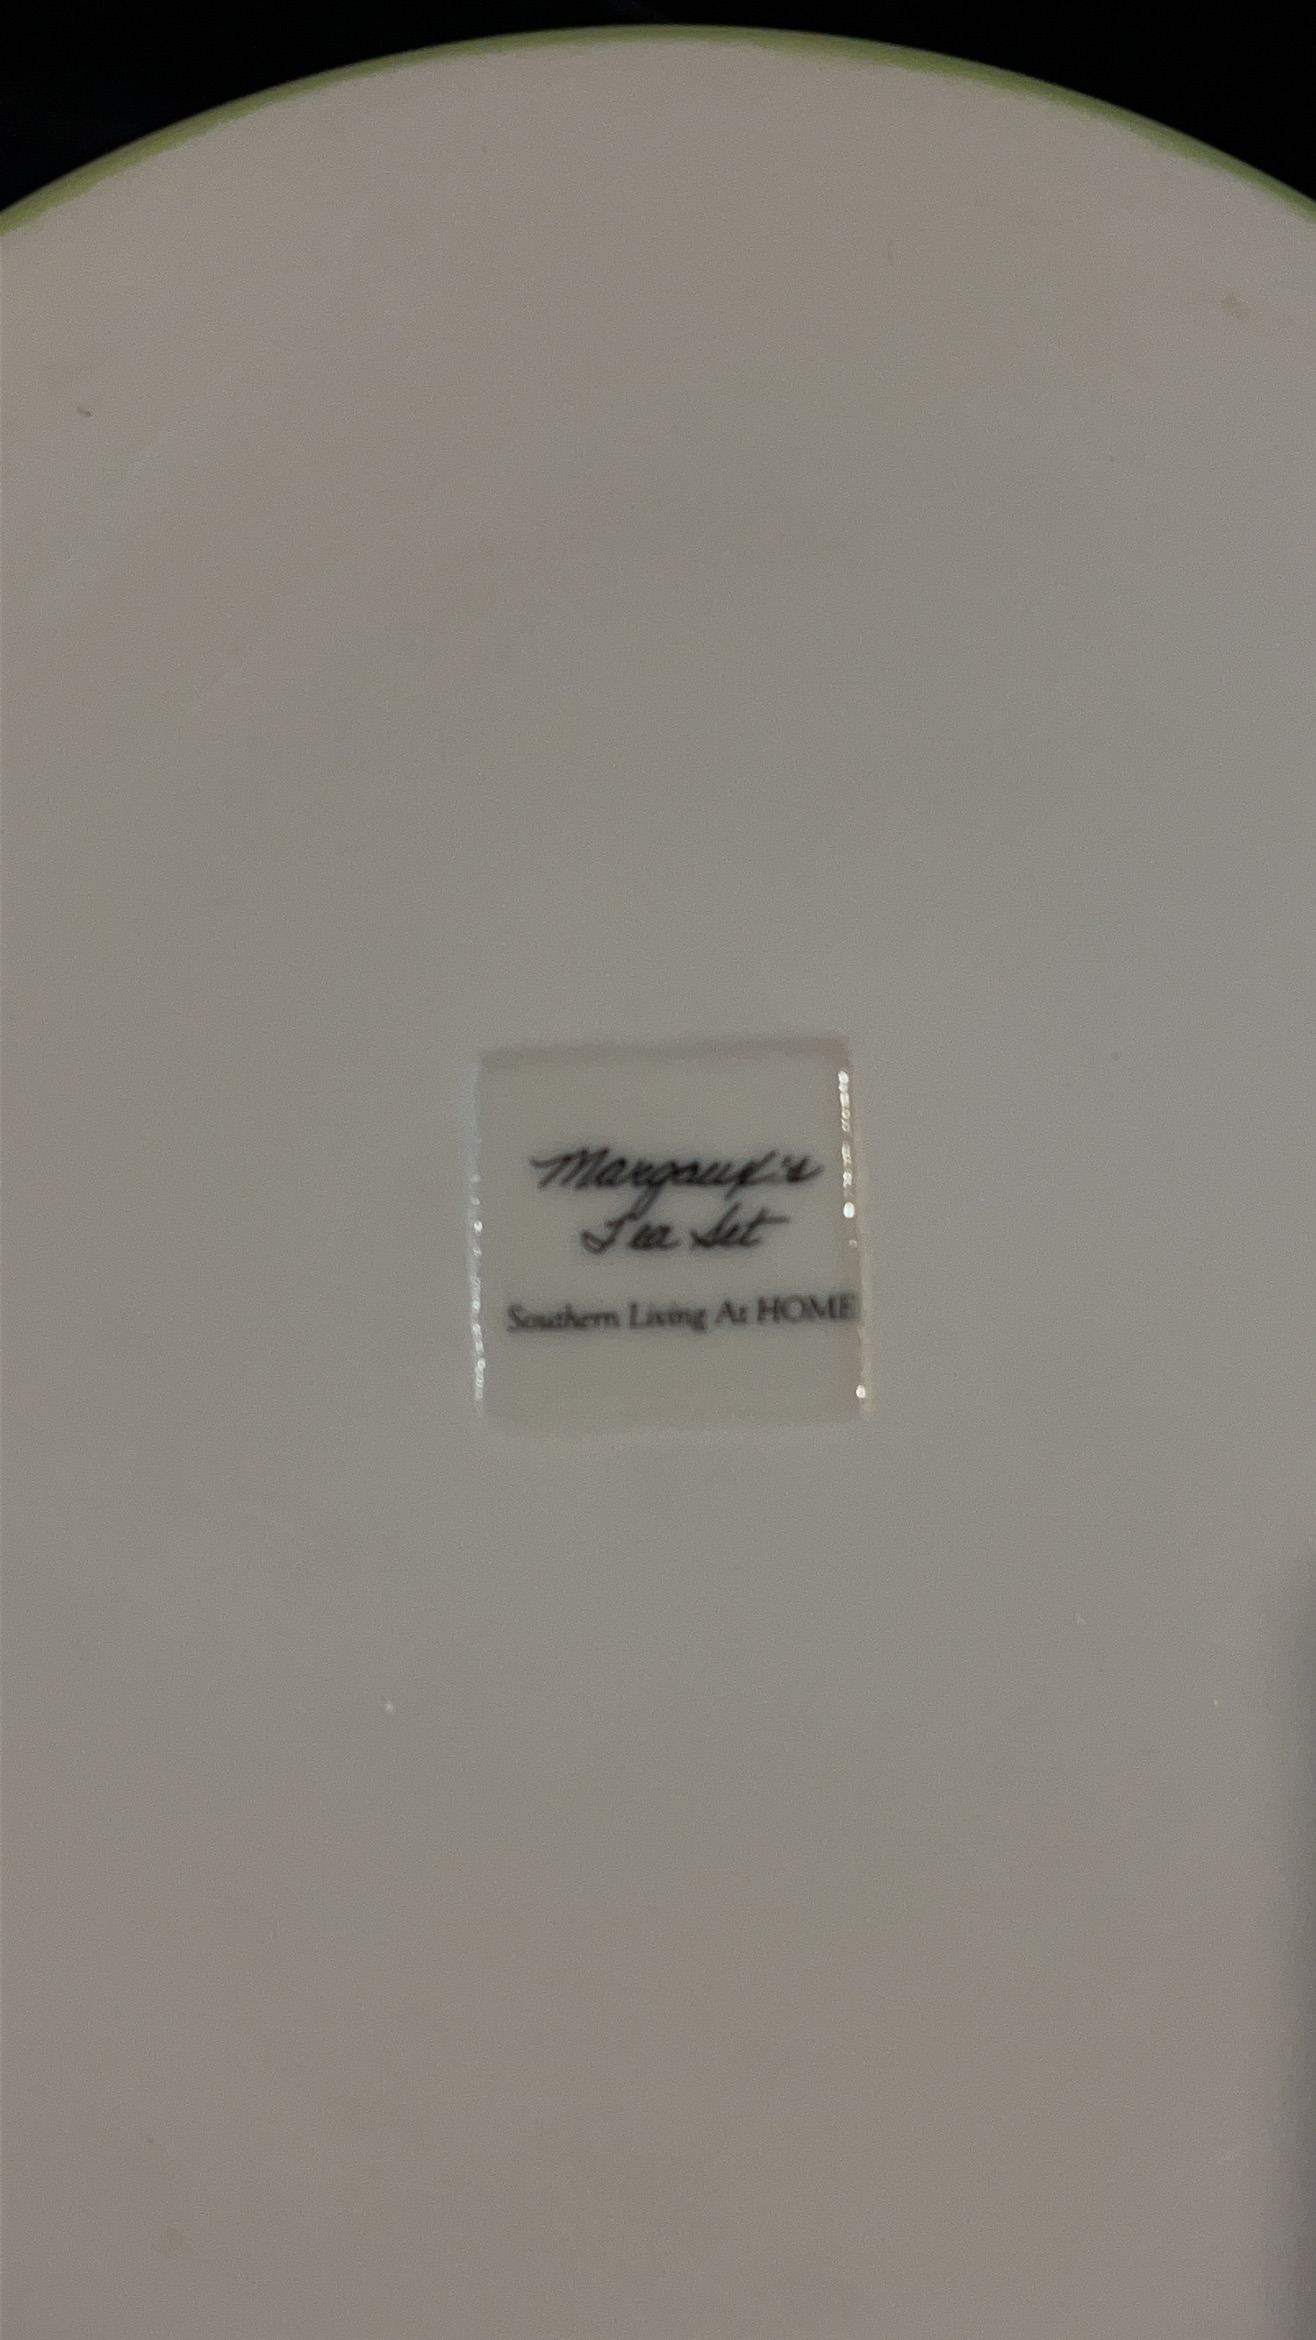 Margaux's
Tea Set
Southern Living At HOME